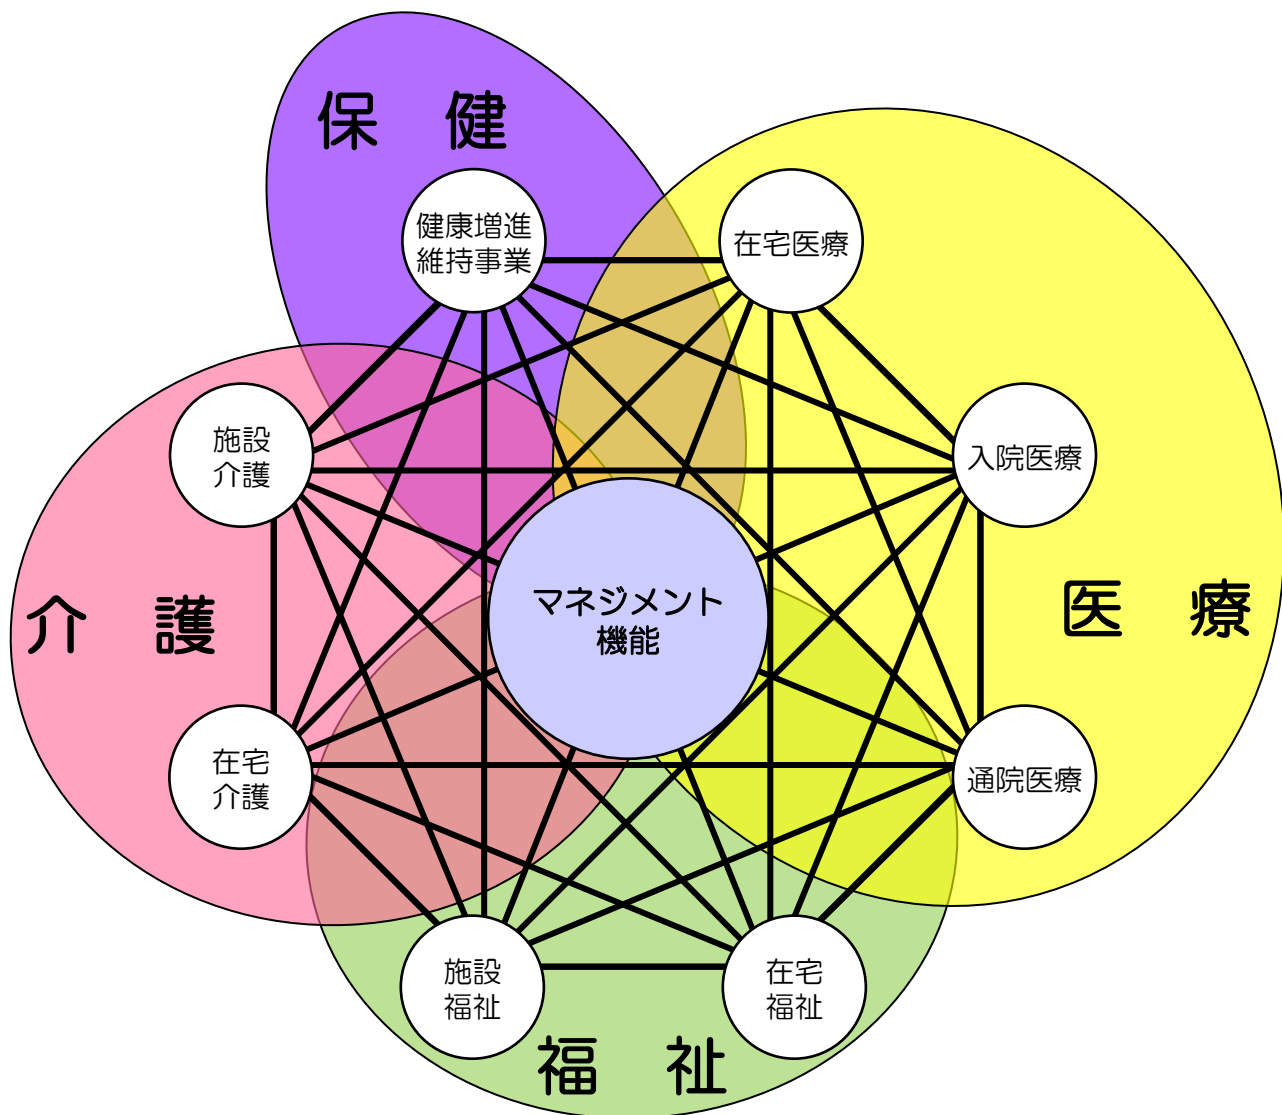 保　健
健康増進
維持事業
在宅医療
施設
介護
入院医療
介　護
マネジメント
機能
医　療
在宅
介護
通院医療
施設
福祉
在宅
福祉
福　祉